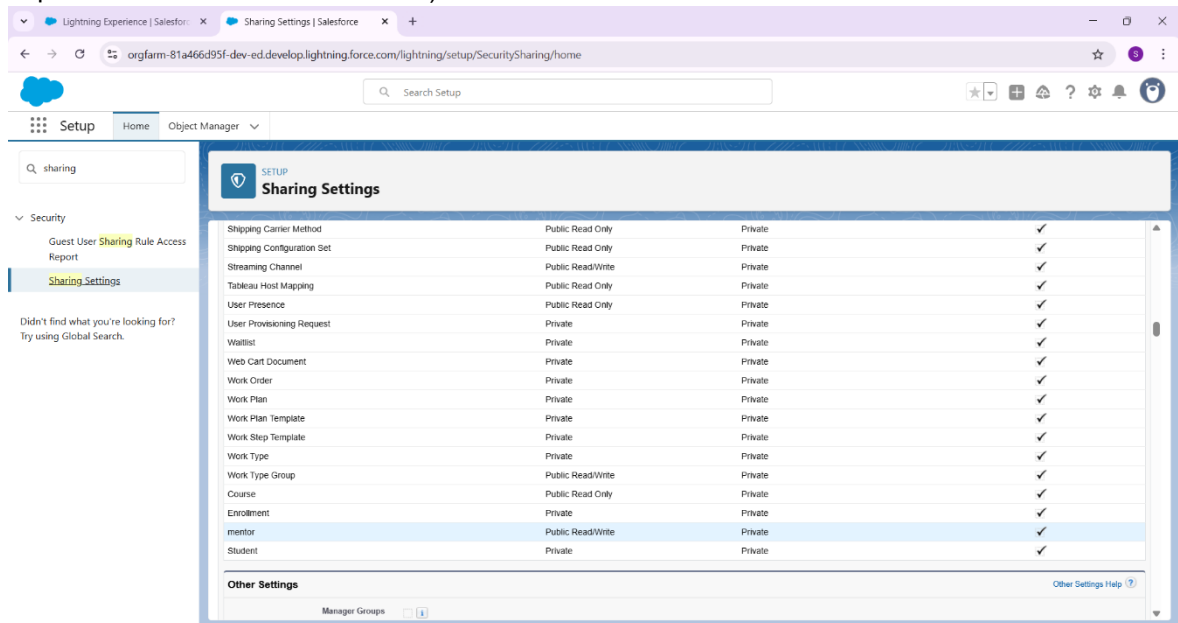 Lightning Experience | Salesforc
Sharing Settings | Salesforce
orgfarm-81a466d95f-dev-ed.develop.lightning.force.com/lightning/setup/SecuritySharing/home
S
Search Setup
Setup Home Object Manager
sharing
SETUP
Sharing Settings
Security
Guest User Sharing Rule Access
Report
Sharing Settings
Didn't find what you're looking for?
Try using Global Search.
Shipping Carrier Method Public Read Only Private
Shipping Configuration Set Public Read Only Private
Streaming Channel Public Read/Write Private
Tableau Host Mapping Public Read Only Private
User Presence Public Read Only Private
User Provisioning Request Private Private
Waitlist Private Private
Web Cart Document Private Private
Work Order Private Private
Work Plan Private Private
Work Plan Template Private Private
Work Step Template Private Private
Work Type Private Private
Work Type Group Public Read/Write Private
Course Public Read Only Private
Enrollment Private Private
mentor Public Read/Write Private
Student Private Private
Other Settings Other Settings Help ?
Manager Groups i